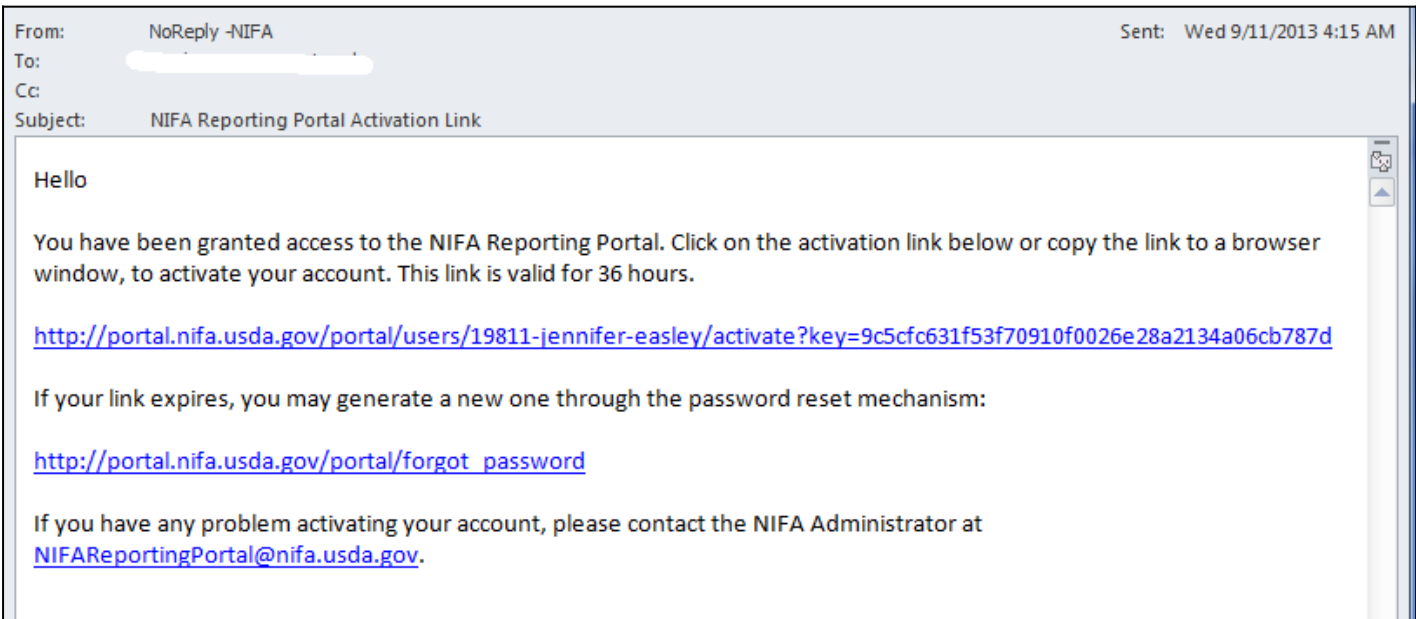 From: NoReply -NIFA Sent: Wed 9/11/2013 4:15 AM
To:
Cc:
Subject: NIFA Reporting Portal Activation Link
Hello
You have been granted access to the NIFA Reporting Portal. Click on the activation link below or copy the link to a browser
window, to activate your account. This link is valid for 36 hours.
http://portal.nifa.usda.gov/portal/users/19811-jennifer-easley/activate?key=9c5cfc631f53f70910f0026e28a2134a06cb787d
If your link expires, you may generate a new one through the password reset mechanism:
http://portal.nifa.usda.gov/portal/forgot_password
If you have any problem activating your account, please contact the NIFA Administrator at
NIFAReportingPortal@nifa.usda.gov.